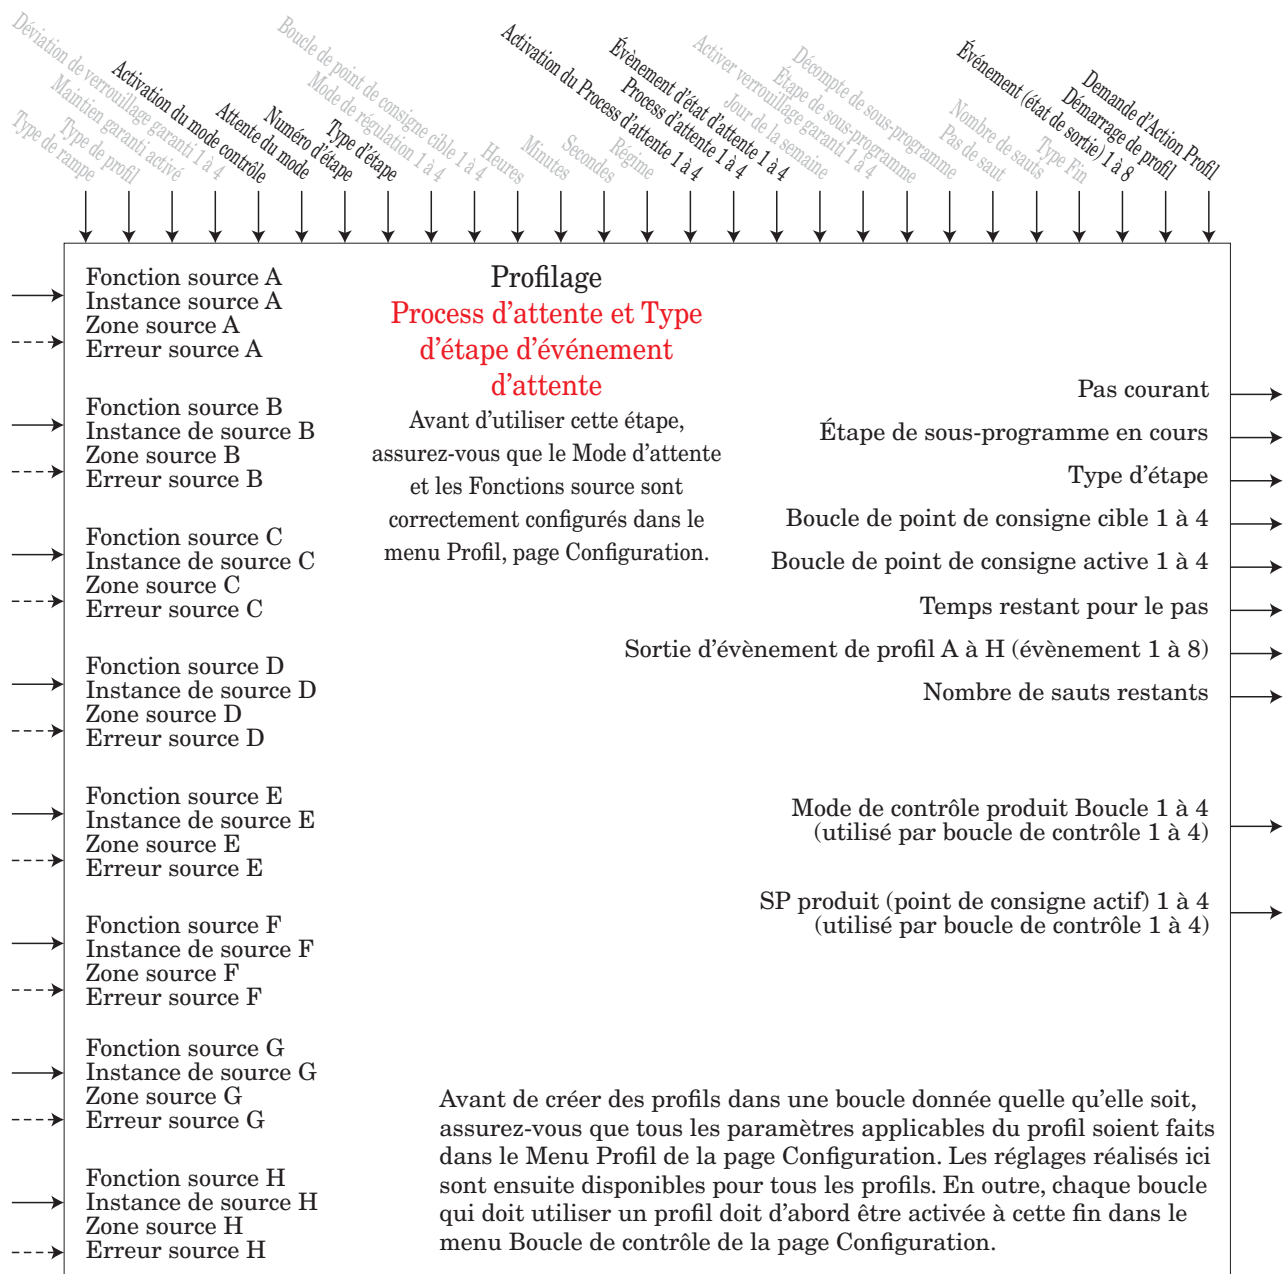 Type de rampe
Type de profil
Maintien garanti activé
Déviation de verrouillage garanti 1 à 4
Activation du mode contrôle
Attente du mode
Numéro d'étape
Type d'étape
Mode de régulation 1 à 4
Boucle de point de consigne cible 1 à 4
Heures
Minutes
Secondes
Régime
Activation du Process d'attente 1 à 4
Process d'attente 1 à 4
Évènement d'état d'attente 1 à 4
Jour de la semaine
Activer verrouillage garanti 1 à 4
Étape de sous-programme
Décompte de sous-programme
Pas de saut
Nombre de sauts
Type Fin
Événement (état de sortie) 1 à 8
Démarrage de profil
Demande d'Action Profil
Fonction source A
Instance source A
Zone source A
Erreur source A
Fonction source B
Instance de source B
Zone source B
Erreur source B
Fonction source C
Instance de source C
Zone source C
Erreur source C
Fonction source D
Instance de source D
Zone source D
Erreur source D
Fonction source E
Instance de source E
Zone source E
Erreur source E
Fonction source F
Instance de source F
Zone source F
Erreur source F
Fonction source G
Instance de source G
Zone source G
Erreur source G
Fonction source H
Instance de source H
Zone source H
Erreur source H
Profilage
Process d'attente et Type
d'étape d'événement
d'attente
Avant d'utiliser cette étape,
assurez-vous que le Mode d'attente
et les Fonctions source sont
correctement configurés dans le
menu Profil, page Configuration.
Pas courant
Étape de sous-programme en cours
Type d'étape
Boucle de point de consigne cible 1 à 4
Boucle de point de consigne active 1 à 4
Temps restant pour le pas
Sortie d'évènement de profil A à H (évènement 1 à 8)
Nombre de sauts restants
Mode de contrôle produit Boucle 1 à 4
(utilisé par boucle de contrôle 1 à 4)
SP produit (point de consigne actif) 1 à 4
(utilisé par boucle de contrôle 1 à 4)
Avant de créer des profils dans une boucle donnée quelle qu'elle soit,
assurez-vous que tous les paramètres applicables du profil soient faits
dans le Menu Profil de la page Configuration. Les réglages réalisés ici
sont ensuite disponibles pour tous les profils. En outre, chaque boucle
qui doit utiliser un profil doit d'abord être activée à cette fin dans le
menu Boucle de contrôle de la page Configuration.